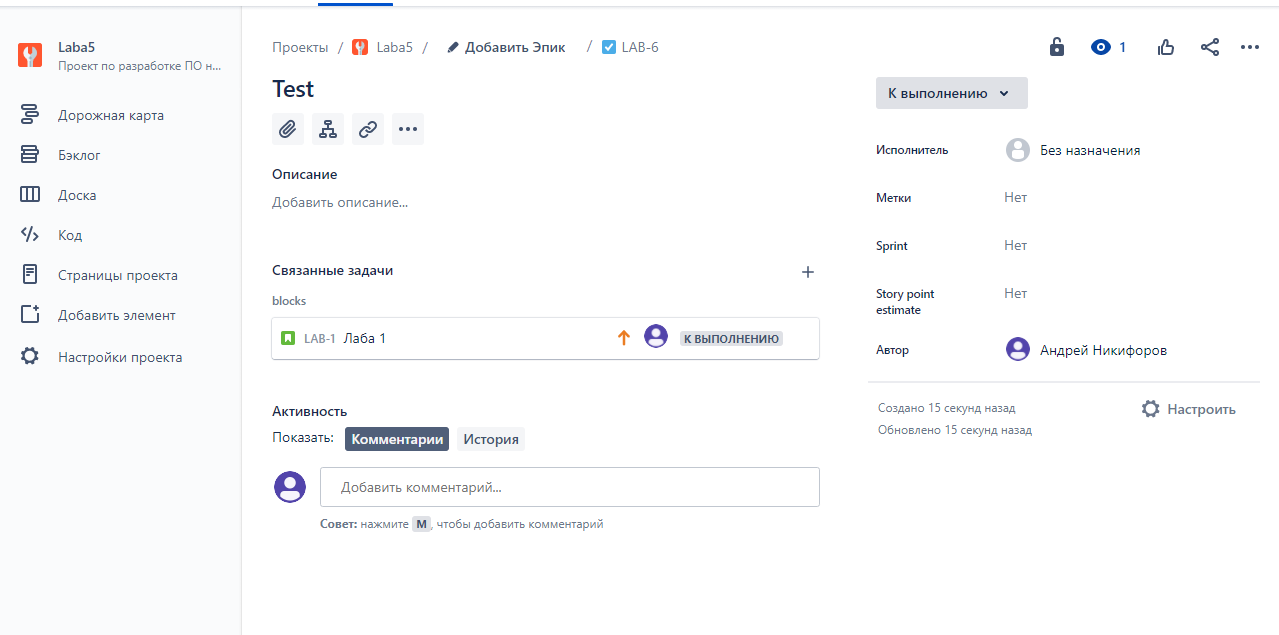 Laba5
Проект по разработке ПО н...
Дорожная карта
Бэклог
Доска
Код
Страницы проекта
Добавить элемент
Настройки проекта
Проекты / Laba5 / Добавить Эпик / LAB-6
1
Test
Описание
Добавить описание...
Связанные задачи
blocks
LAB-1 Лаба 1 К ВЫПОЛНЕНИЮ
Активность
Показать: Комментарии История
Добавить комментарий...
Совет: нажмите M, чтобы добавить комментарий
К выполнению
Исполнитель Без назначения
Метки Нет
Sprint Нет
Story point Нет
estimate
Автор Андрей Никифоров
Создано 15 секунд назад Настроить
Обновлено 15 секунд назад